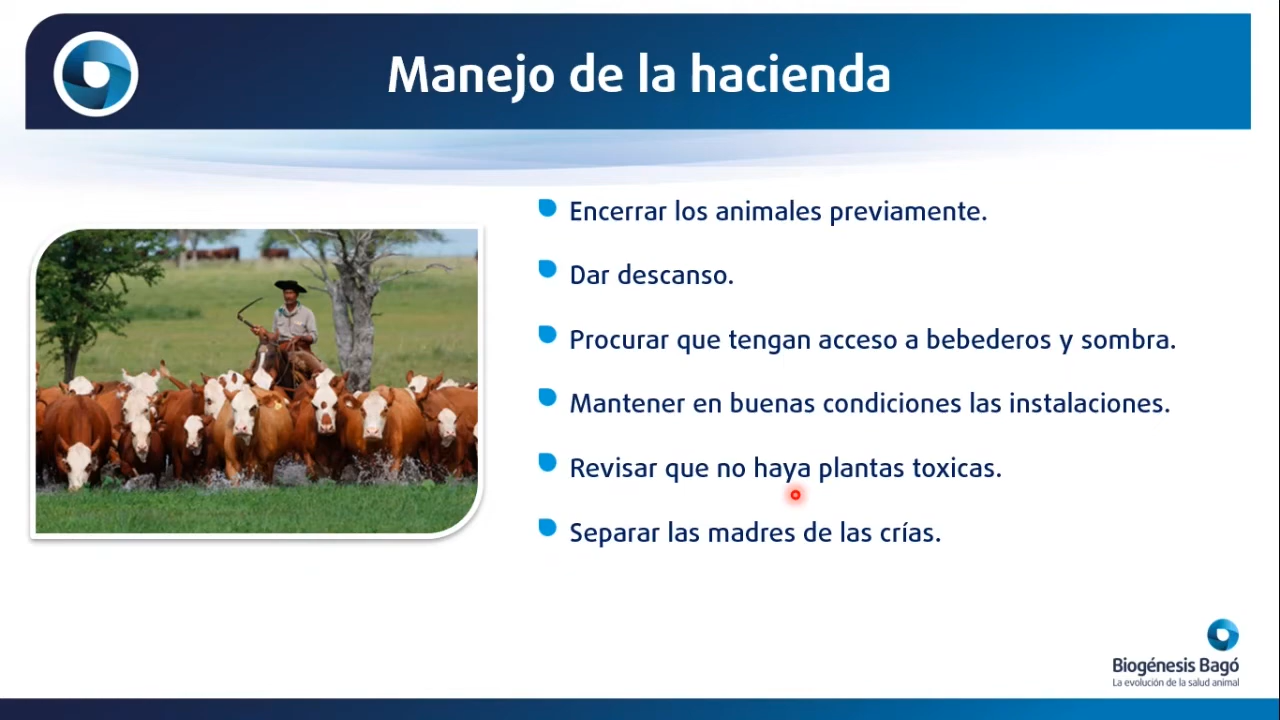 Manejo de la hacienda
Encerrar los animales previamente.
Dar descanso.
Procurar que tengan acceso a bebederos y sombra.
Mantener en buenas condiciones las instalaciones.
Revisar que no haya plantas toxicas.
Separar las madres de las crías.
Biogénesis Bagó
La evolución de la salud animal